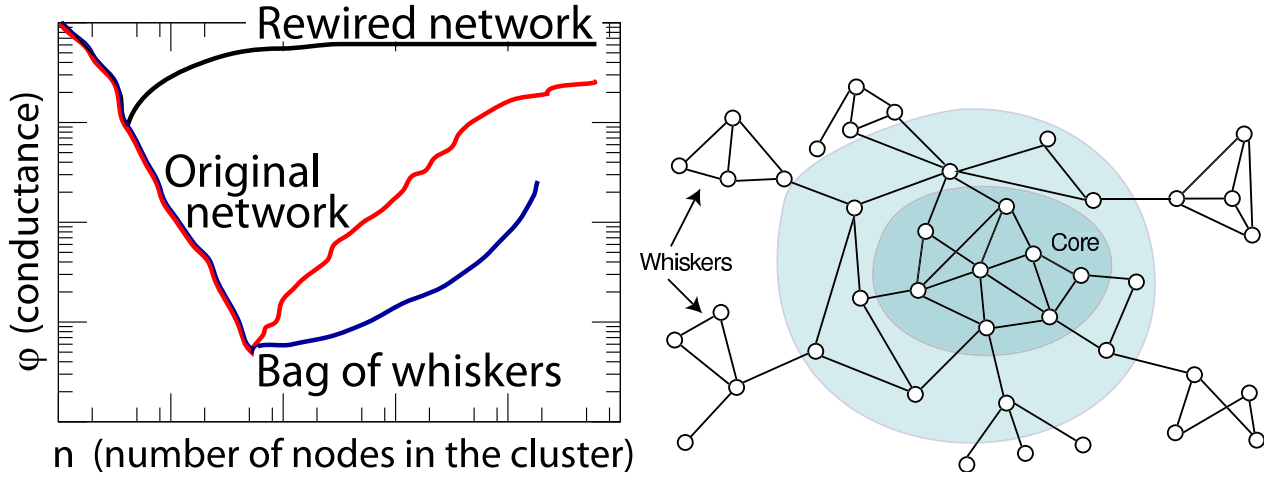 Rewired network
Original
network
Bag of whiskers
φ (conductance)
n (number of nodes in the cluster)
Whiskers
Core